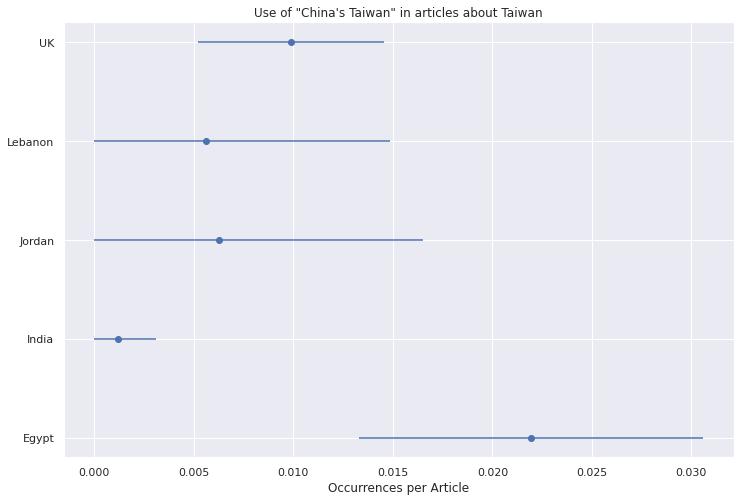 Use of "China's Taiwan" in articles about Taiwan
UK
Lebanon
Jordan
India
Egypt
0.000 0.005 0.010 0.015 0.020 0.025 0.030
Occurrences per Article